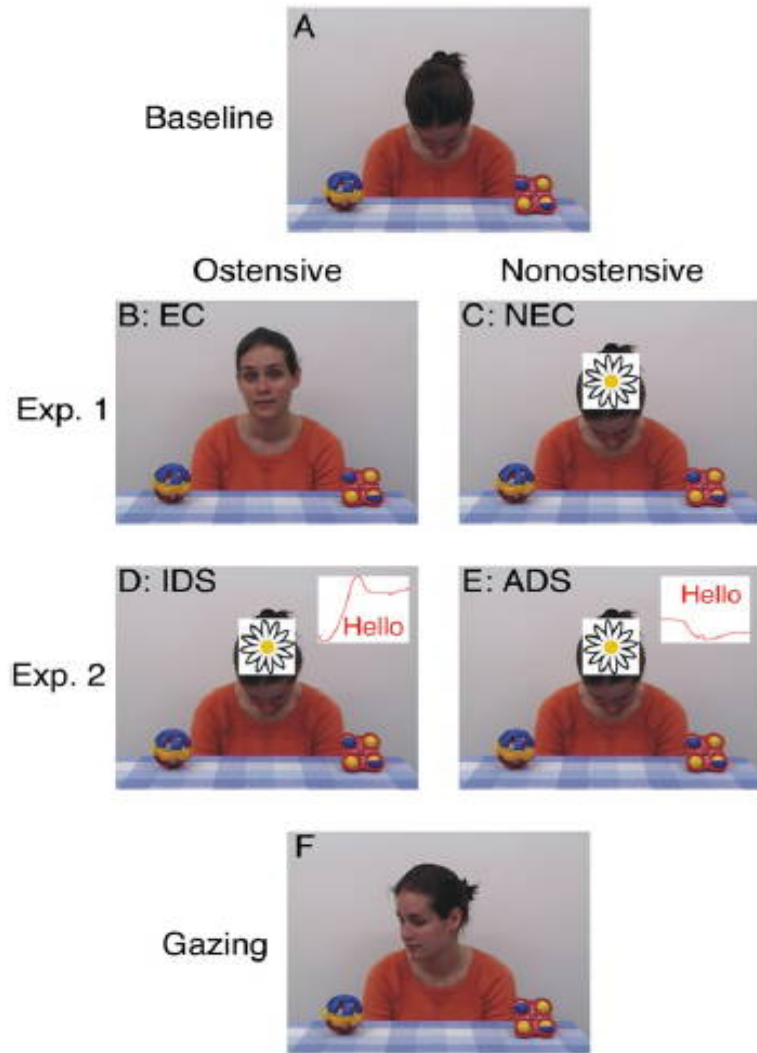 A
Baseline
Ostensive
Nonostensive
B: EC
C: NEC
Exp. 1
D: IDS
Hello
E: ADS
Hello
Exp. 2
F
Gazing